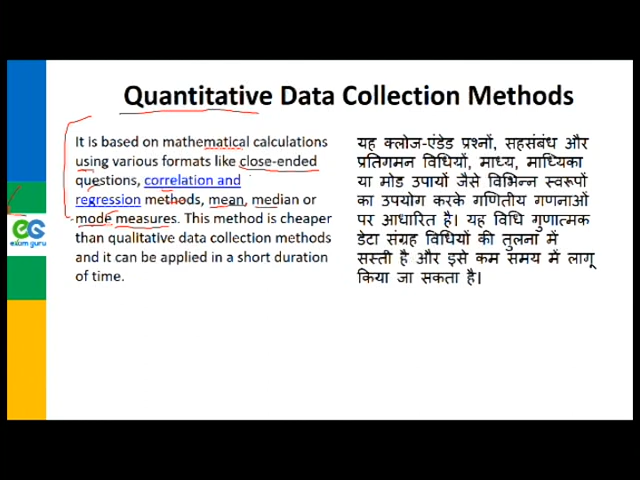 Quantitative Data Collection Methods
It is based on mathematical calculations
using various formats like close-ended
questions, correlation and
regression methods, mean, median or
mode measures. This method is cheaper
than qualitative data collection methods
and it can be applied in a short duration
of time.
यह क्लोज-एंडेड प्रश्नों, सहसंबंध और
प्रतिगमन विधियों, माध्य, माध्यिका
या मोड उपायों जैसे विभिन्न स्वरूपों
का उपयोग करके गणितीय गणनाओं
पर आधारित है। यह विधि गुणात्मक
डेटा संग्रह विधियों की तुलना में
सस्ती है और इसे कम समय में लागू
किया जा सकता है।
eG
exam guru